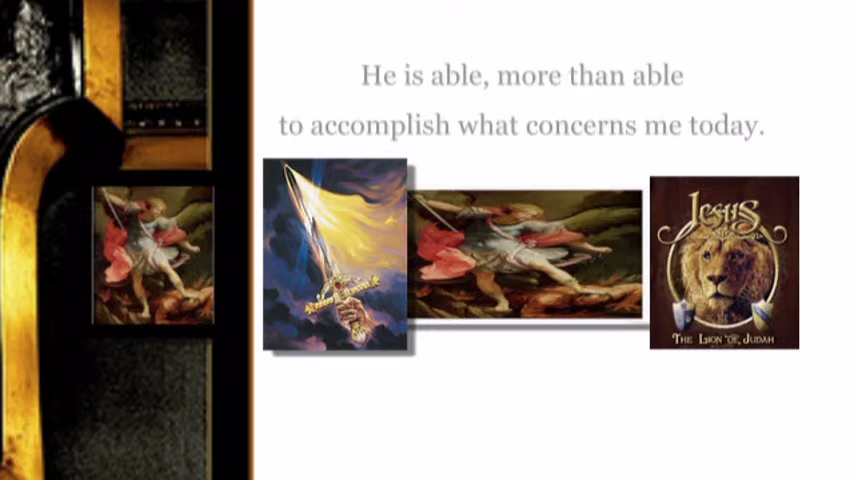 He is able, more than able
to accomplish what concerns me today.
Jesus
The Lion of Judah